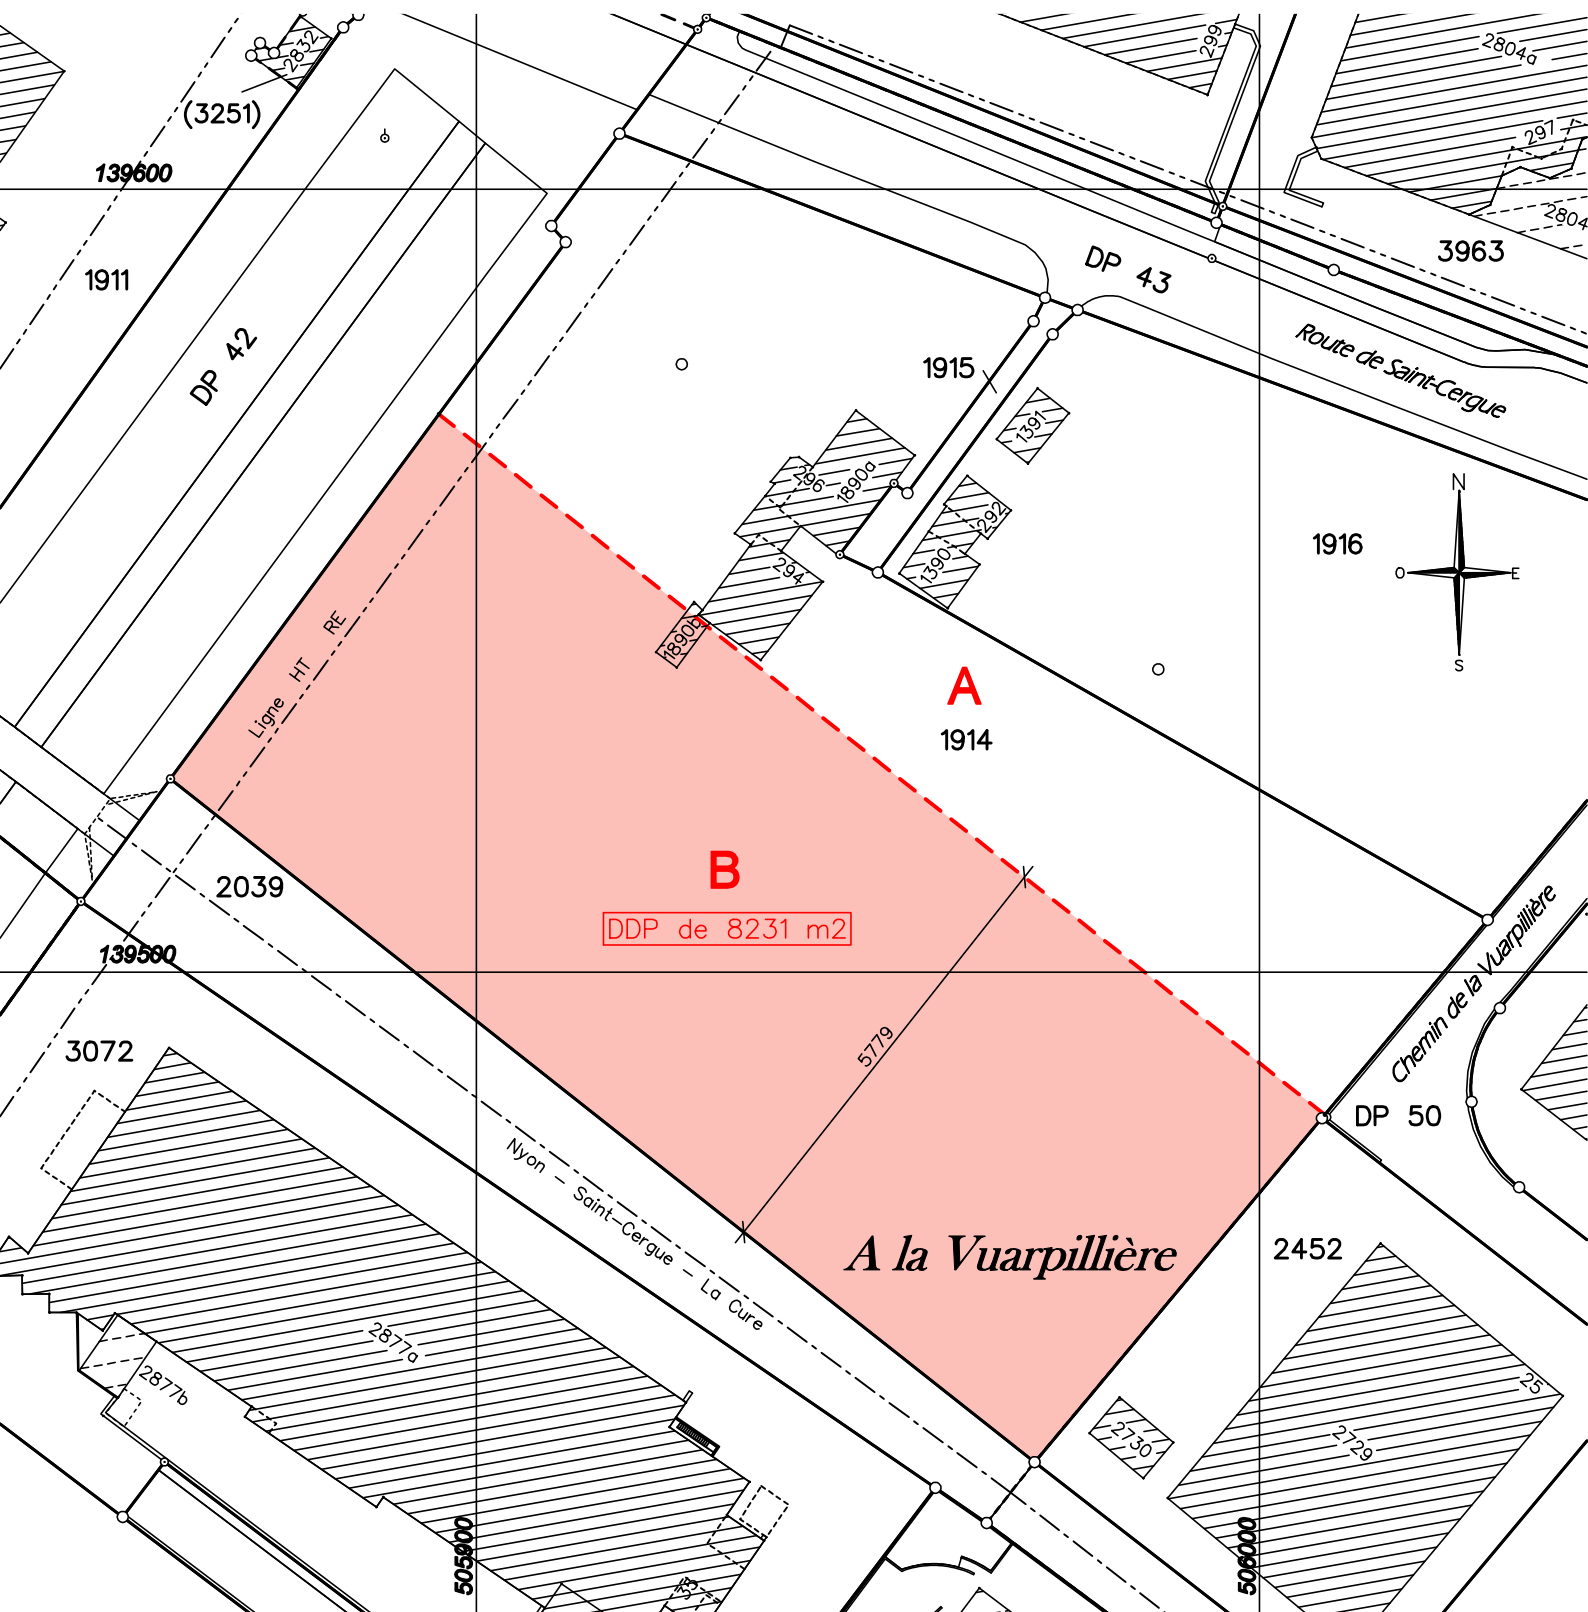 299
2804a
2832
(3251)
297
139600
2804
3963
DP 43
1911
DP 42
Route de Saint-Cergue
1915
1391
296
1890a
N
292
1916
O
E
294
1390
S
Ligne HT RE
1890b
A
1914
B
2039
DDP de 8231 m2
139500
Chemin de la Vuarpillière
5779
3072
DP 50
Nyon - Saint-Cergue - La Cure
A la Vuarpillière
2452
2877a
2877b
25
2730
2729
505900
506000